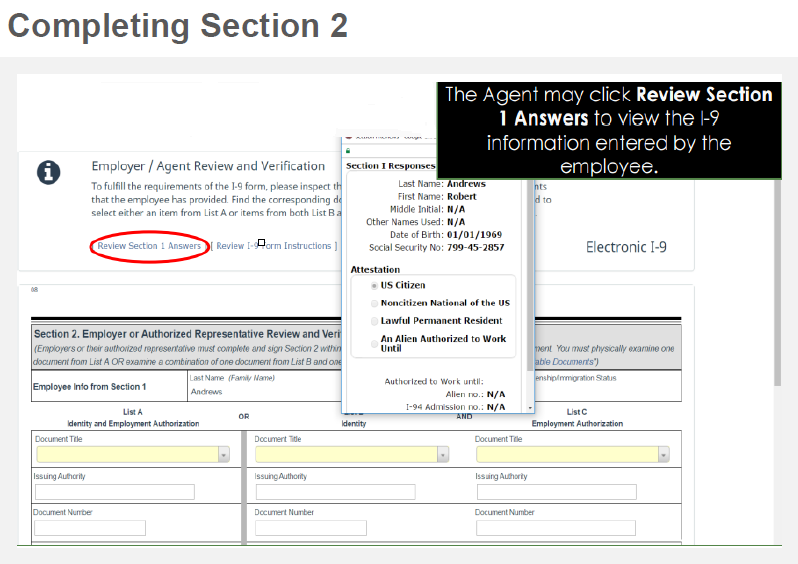 Completing Section 2
The Agent may click Review Section
1 Answers to view the I-9
information entered by the
employee.
Employer / Agent Review and Verification
To fulfill the requirements of the I-9 form, please inspect th
nts
that the employee has provided. Find the corresponding do
d to
select either an item from List A or items from both List B a
Review Section 1 Answers
[ Review I-9 Form Instructions ]
Electronic I-9
Section I Responses
Last Name: Andrews
First Name: Robert
Middle Initial: N/A
Other Names Used: N/A
Date of Birth: 01/01/1969
Social Security No: 799-45-2857
Attestation
US Citizen
Noncitizen National of the US
Lawful Permanent Resident
An Alien Authorized to Work
Until
Authorized to Work until:
Alien no.: N/A
I-94 Admission no.: N/A
Section 2. Employer or Authorized Representative Review and Veri
(Employers or their authorized representative must complete and sign Section 2 within
ment. You must physically examine one
document from List A OR examine a combination of one document from List B and one
able Documents")
Employee Info from Section 1
Last Name (Family Name)
Andrews
enship/Immigration Status
List A
Identity and Employment Authorization
OR
Identity
AND
List C
Employment Authorization
Document Title
Document Title
Document Title
Issuing Authority
Issuing Authority
Issuing Authority
Document Number
Document Number
Document Number